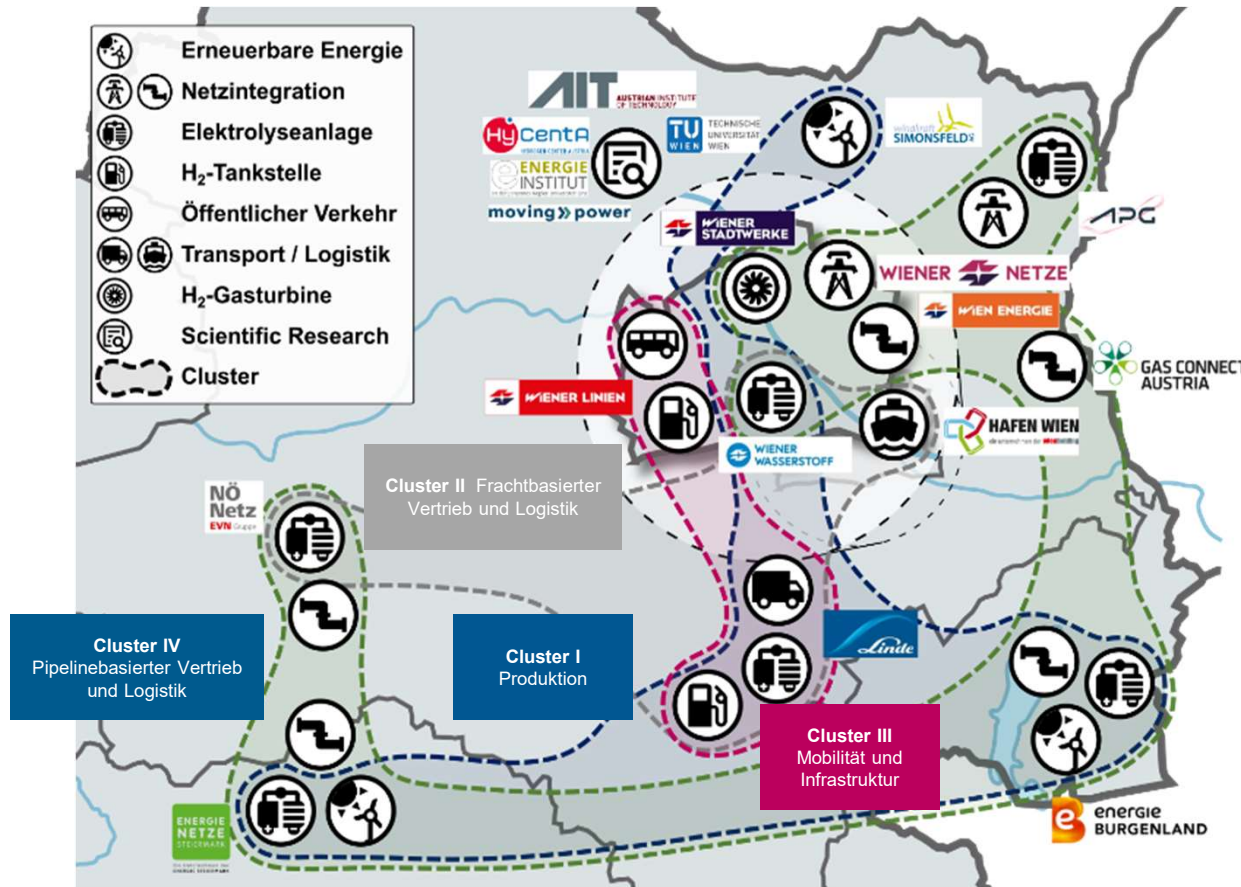 Erneuerbare Energie
Netzintegration
Elektrolyseanlage
H₂-Tankstelle
Öffentlicher Verkehr
Transport / Logistik
H₂-Gasturbine
Scientific Research
Cluster
AIT
AUSTRIAN INSTITUTE
OF TECHNOLOGY
HyCentA
TU
WIEN
TECHNISCHE
UNIVERSITÄT
WIEN
e ENERGIE
INSTITUT
moving»power
windkraft
SIMONSFELD
APG
WIENER
STADTWERKE
WIENER NETZE
WIEN ENERGIE
GAS CONNECT
AUSTRIA
WIENER LINIEN
HAFEN WIEN
WIENER
WASSERSTOFF
Cluster II Frachtbasierter
Vertrieb und Logistik
NÖ
Netz
EVN Gruppe
Cluster IV
Pipelinebasierter Vertrieb
und Logistik
Cluster I
Produktion
Linde
Cluster III
Mobilität und
Infrastruktur
ENERGIE
NETZE
STEIERMARK
e energie
BURGENLAND